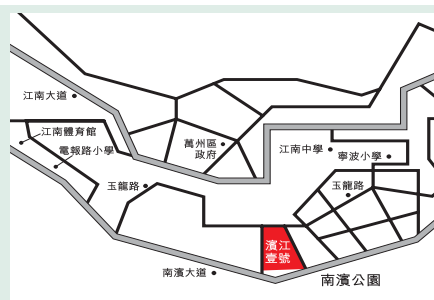 江南大道
江南體育館
電報路小學
萬州區
政府
江南中學
寧波小學
玉龍路
玉龍路
濱江
壹號
南濱大道
南濱公園